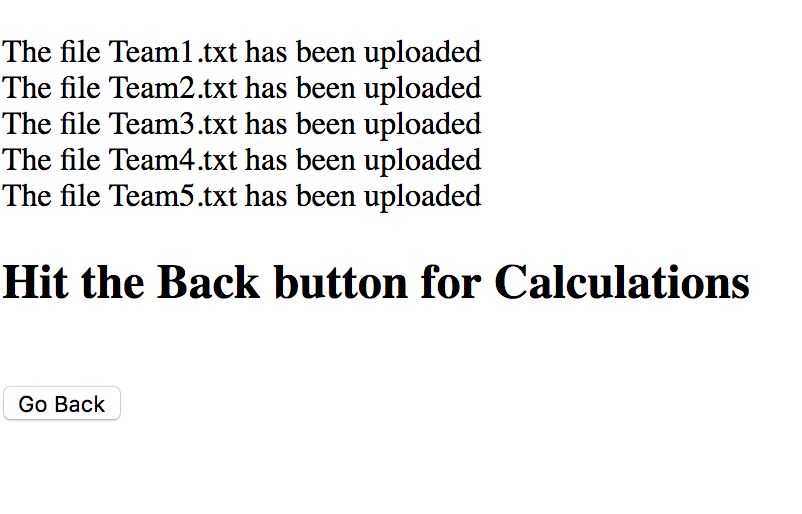 The file Team1.txt has been uploaded
The file Team2.txt has been uploaded
The file Team3.txt has been uploaded
The file Team4.txt has been uploaded
The file Team5.txt has been uploaded
Hit the Back button for Calculations
Go Back